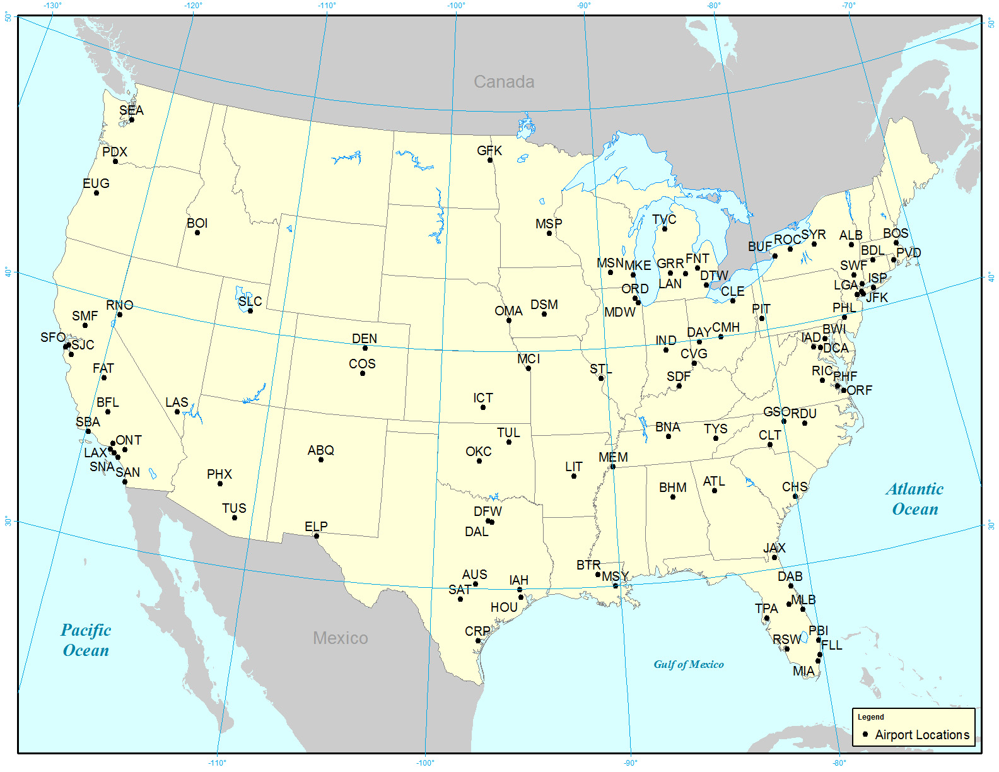 -130°
-120°
-110°
-100°
-90°
-80°
-70°
50°
50°
Canada
SEA
PDX
GFK
EUG
BOI
MSP
TVC
BUF
ROC
SYR
ALB
BOS
BDL
PVD
MSN
MKE
GRR
FNT
LAN
DTW
SWF
ISP
40°
40°
ORD
MDW
CLE
LGA
JFK
RNO
SLC
SMF
OMA
DSM
PIT
PHL
SFO
SJC
DEN
IND
DAY
CMH
IAD
BWI
DCA
FAT
COS
MCI
STL
CVG
SDF
RIC
PHF
ORF
BFL
LAS
ICT
SBA
GSO
RDU
ONT
TUL
BNA
TYS
CLT
LAX
ABQ
OKC
MEM
SNA
SAN
PHX
LIT
BHM
ATL
CHS
Atlantic
Ocean
TUS
ELP
DFW
DAL
30°
30°
JAX
BTR
MSY
AUS
SAT
IAH
HOU
DAB
MLB
TPA
Pacific
Ocean
Mexico
CRP
PBI
RSW
FLL
Gulf of Mexico
MIA
Legend
Airport Locations
-110°
-100°
-90°
-80°